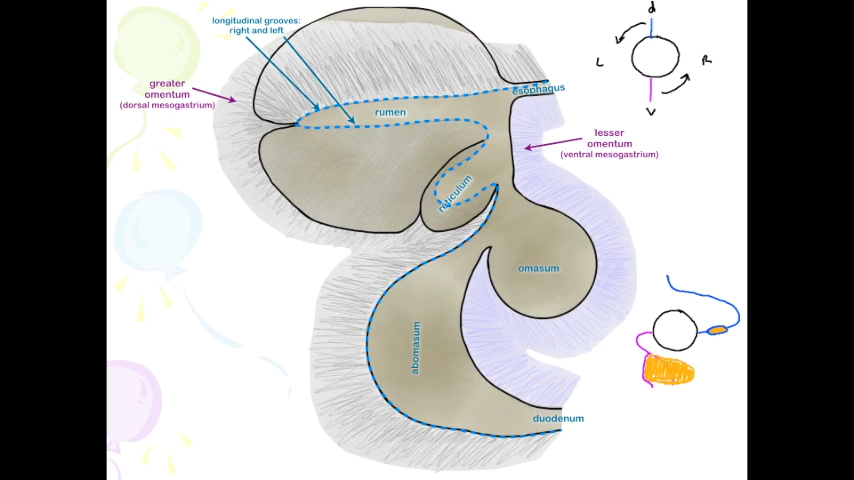 longitudinal grooves:
right and left
greater
omentum
(dorsal mesogastrium)
esophagus
rumen
lesser
omentum
(ventral mesogastrium)
reticulum
omasum
abomasum
duodenum
d
L
R
V